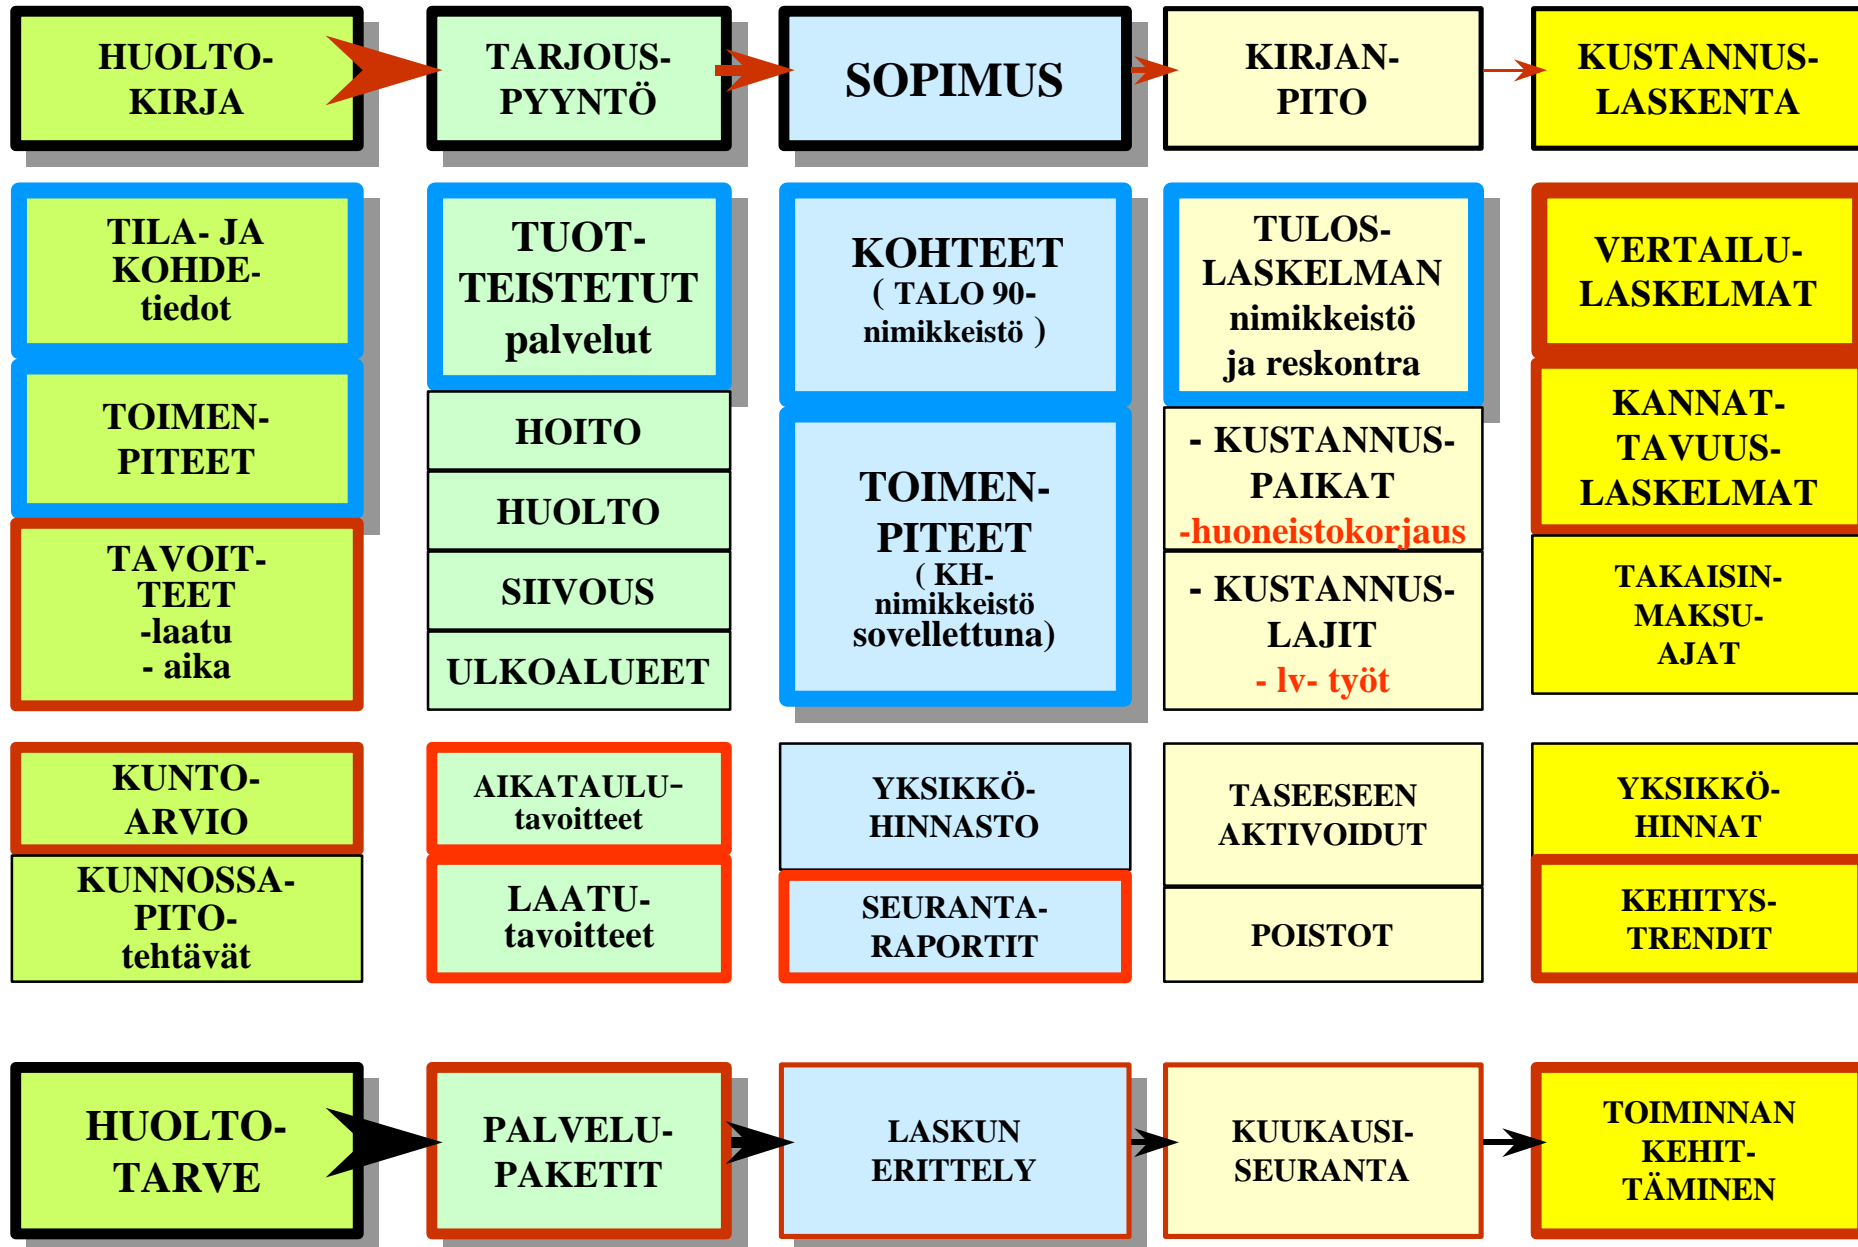 HUOLTO-
KIRJA
TARJOUS-
PYYNTÖ
SOPIMUS
KIRJAN-
PITO
KUSTANNUS-
LASKENTA
TILA- JA
KOHDE-
tiedot
TOIMEN-
PITEET
TAVOIT-
TEET
-laatu
- aika
TUOT-
TEISTETUT
palvelut
HOITO
HUOLTO
SIIVOUS
ULKOALUEET
KOHTEET
( TALO 90-
nimikkeistö )
TOIMEN-
PITEET
( KH-
nimikkeistö
sovellettuna)
TULOS-
LASKELMAN
nimikkeistö
ja reskontra
- KUSTANNUS-
PAIKAT
-huoneistokorjaus
- KUSTANNUS-
LAJIT
- lv- työt
VERTAILU-
LASKELMAT
KANNAT-
TAVUUS-
LASKELMAT
TAKAISIN-
MAKSU-
AJAT
KUNTO-
ARVIO
KUNNOSSA-
PITO-
tehtävät
AIKATAULU-
tavoitteet
LAATU-
tavoitteet
YKSIKKÖ-
HINNASTO
SEURANTA-
RAPORTIT
TASEESEEN
AKTIVOIDUT
POISTOT
YKSIKKÖ-
HINNAT
KEHITYS-
TRENDIT
HUOLTO-
TARVE
PALVELU-
PAKETIT
LASKUN
ERITTELY
KUUKAUSI-
SEURANTA
TOIMINNAN
KEHIT-
TÄMINEN